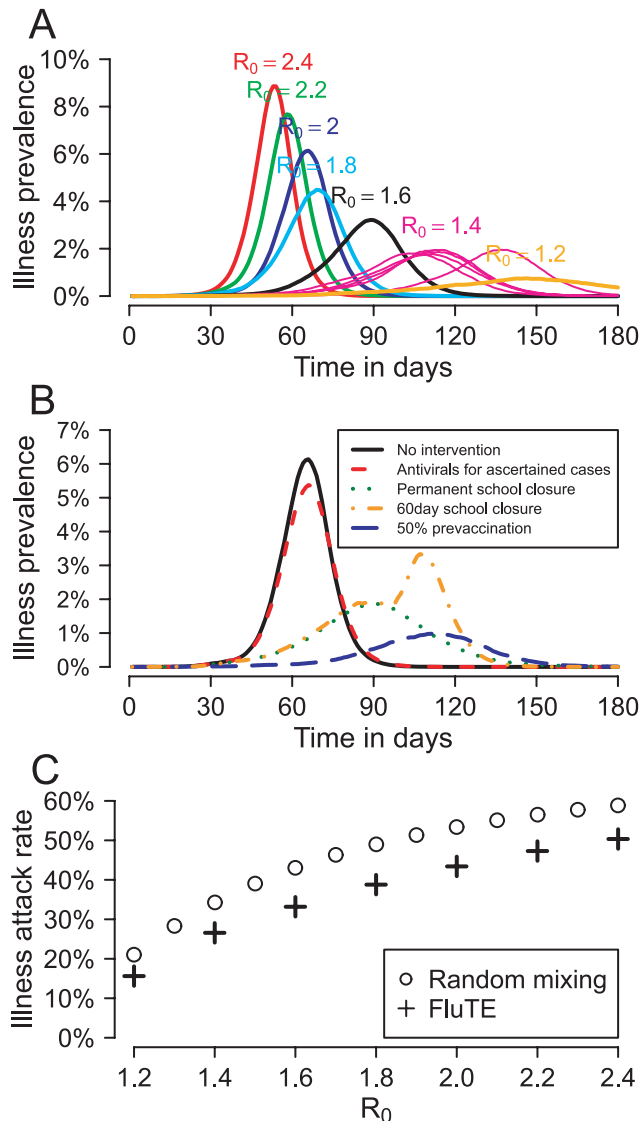 A
Illness prevalence
10%
8%
6%
4%
2%
0%
R0 = 2.4
R0 = 2.2
R0 = 2
R0 = 1.8
R0 = 1.6
R0 = 1.4
R0 = 1.2
0 30 60 90 120 150 180
Time in days
B
Illness prevalence
7%
6%
5%
4%
3%
2%
1%
0%
No intervention
Antivirals for ascertained cases
Permanent school closure
60day school closure
50% prevaccination
0 30 60 90 120 150 180
Time in days
C
Illness attack rate
60%
50%
40%
30%
20%
10%
0%
Random mixing
FluTE
1.2 1.4 1.6 1.8 2.0 2.2 2.4
R0